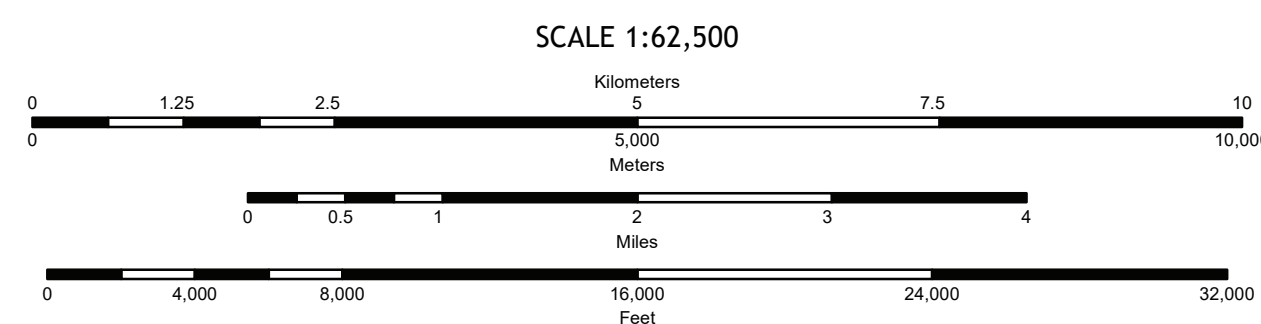 SCALE 1:62,500
Kilometers
0 1.25 2.5 5 7.5 10
0 5,000 10,000
Meters
0 0.5 1 2 3 4
Miles
0 4,000 8,000 16,000 24,000 32,000
Feet